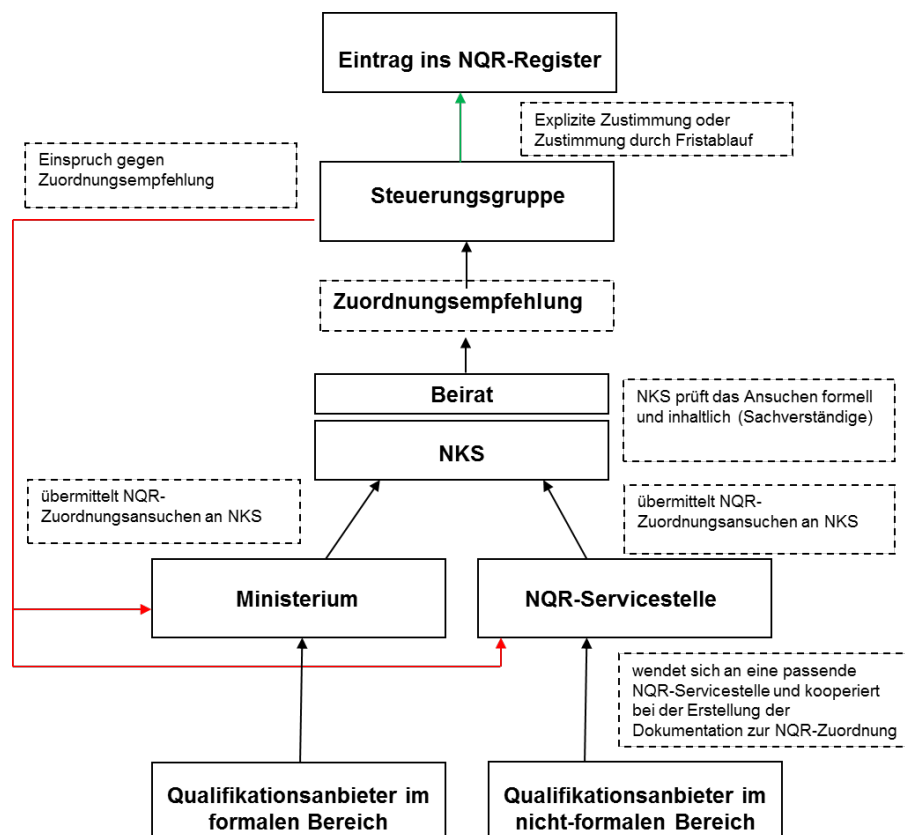 Eintrag ins NQR-Register
Explizite Zustimmung oder
Zustimmung durch Fristablauf
Einspruch gegen
Zuordnungsempfehlung
Steuerungsgruppe
Zuordnungsempfehlung
Beirat
NKS prüft das Ansuchen formell
und inhaltlich (Sachverständige)
NKS
übermittelt NQR-
Zuordnungsansuchen an NKS
übermittelt NQR-
Zuordnungsansuchen an NKS
Ministerium
NQR-Servicestelle
wendet sich an eine passende
NQR-Servicestelle und kooperiert
bei der Erstellung der
Dokumentation zur NQR-Zuordnung
Qualifikationsanbieter im
formalen Bereich
Qualifikationsanbieter im
nicht-formalen Bereich